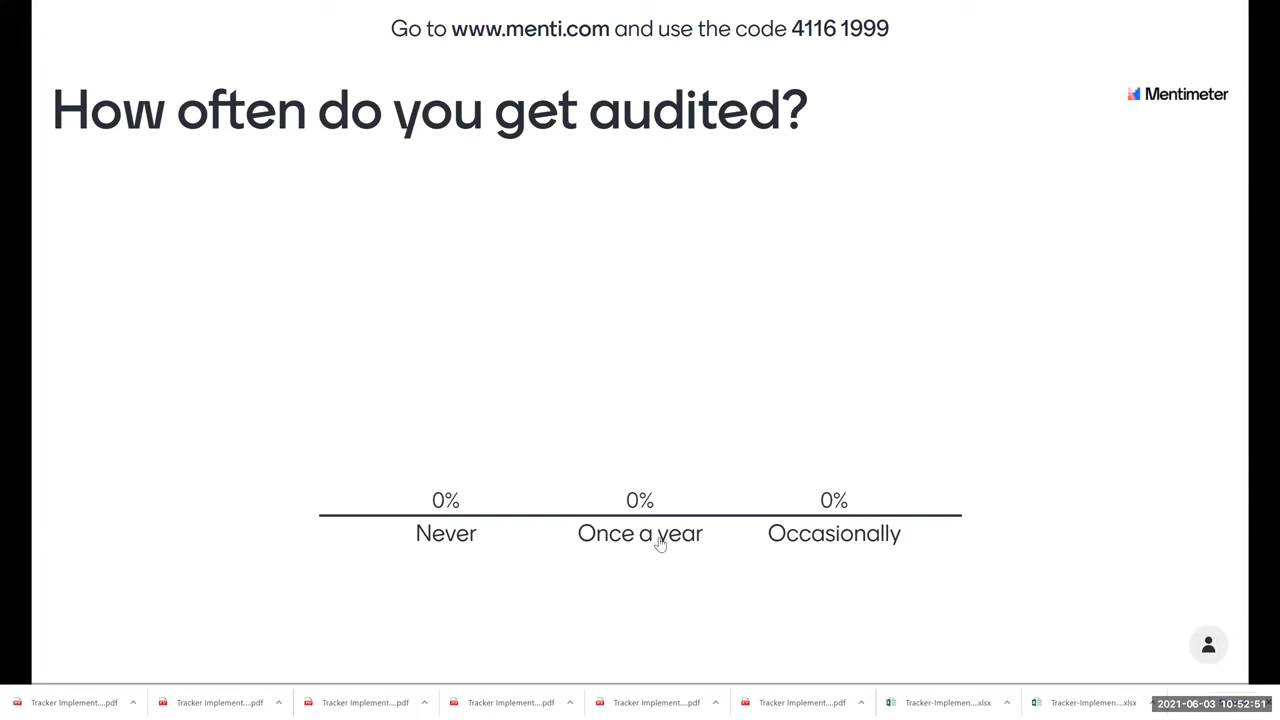 Go to www.menti.com and use the code 4116 1999
How often do you get audited?
Mentimeter
0% 0% 0%
Never Once a year Occasionally
Tracker Implement....pdf Tracker Implement....pdf Tracker Implement....pdf Tracker Implement....pdf Tracker Implement....pdf Tracker Implement....pdf Tracker-Implemen....xlsx Tracker-Implemen....xlsx 2021-06-03 10:52:51